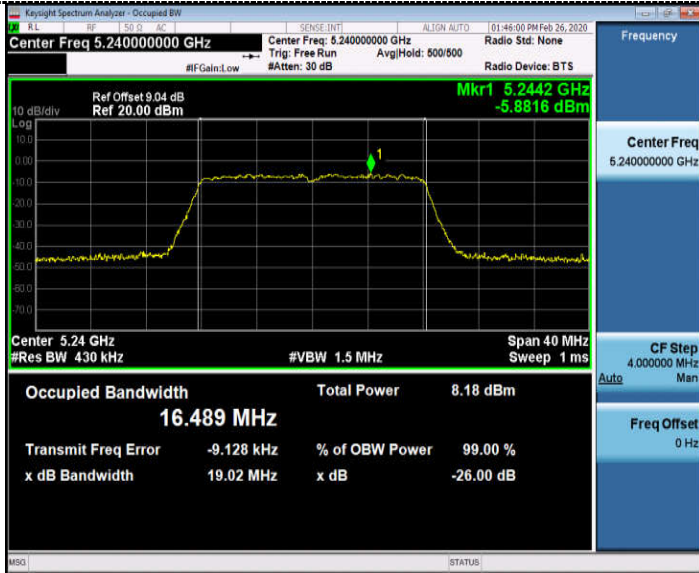 Keysight Spectrum Analyzer - Occupied BW
RL RF 50 Ω AC SENSE:INT ALIGN AUTO 01:46:00 PM Feb 26, 2020
Center Freq 5.240000000 GHz
Center Freq: 5.240000000 GHz
Radio Std: None
Trig: Free Run Avg|Hold: 500/500
#IFGain:Low
#Atten: 30 dB
Radio Device: BTS
Frequency
Ref Offset 9.04 dB
10 dB/div Ref 20.00 dBm
Mkr1 5.2442 GHz
-5.8816 dBm
Log
10.0
0.00
-10.0
-20.0
-30.0
-40.0
-50.0
-60.0
-70.0
1
Center 5.24 GHz
Span 40 MHz
#Res BW 430 kHz
#VBW 1.5 MHz
Sweep 1 ms
Occupied Bandwidth
16.489 MHz
Total Power 8.18 dBm
Transmit Freq Error -9.128 kHz
% of OBW Power 99.00 %
x dB Bandwidth 19.02 MHz
x dB -26.00 dB
Center Freq
5.240000000 GHz
CF Step
4.000000 MHz
Auto Man
Freq Offset
0 Hz
MSG
STATUS